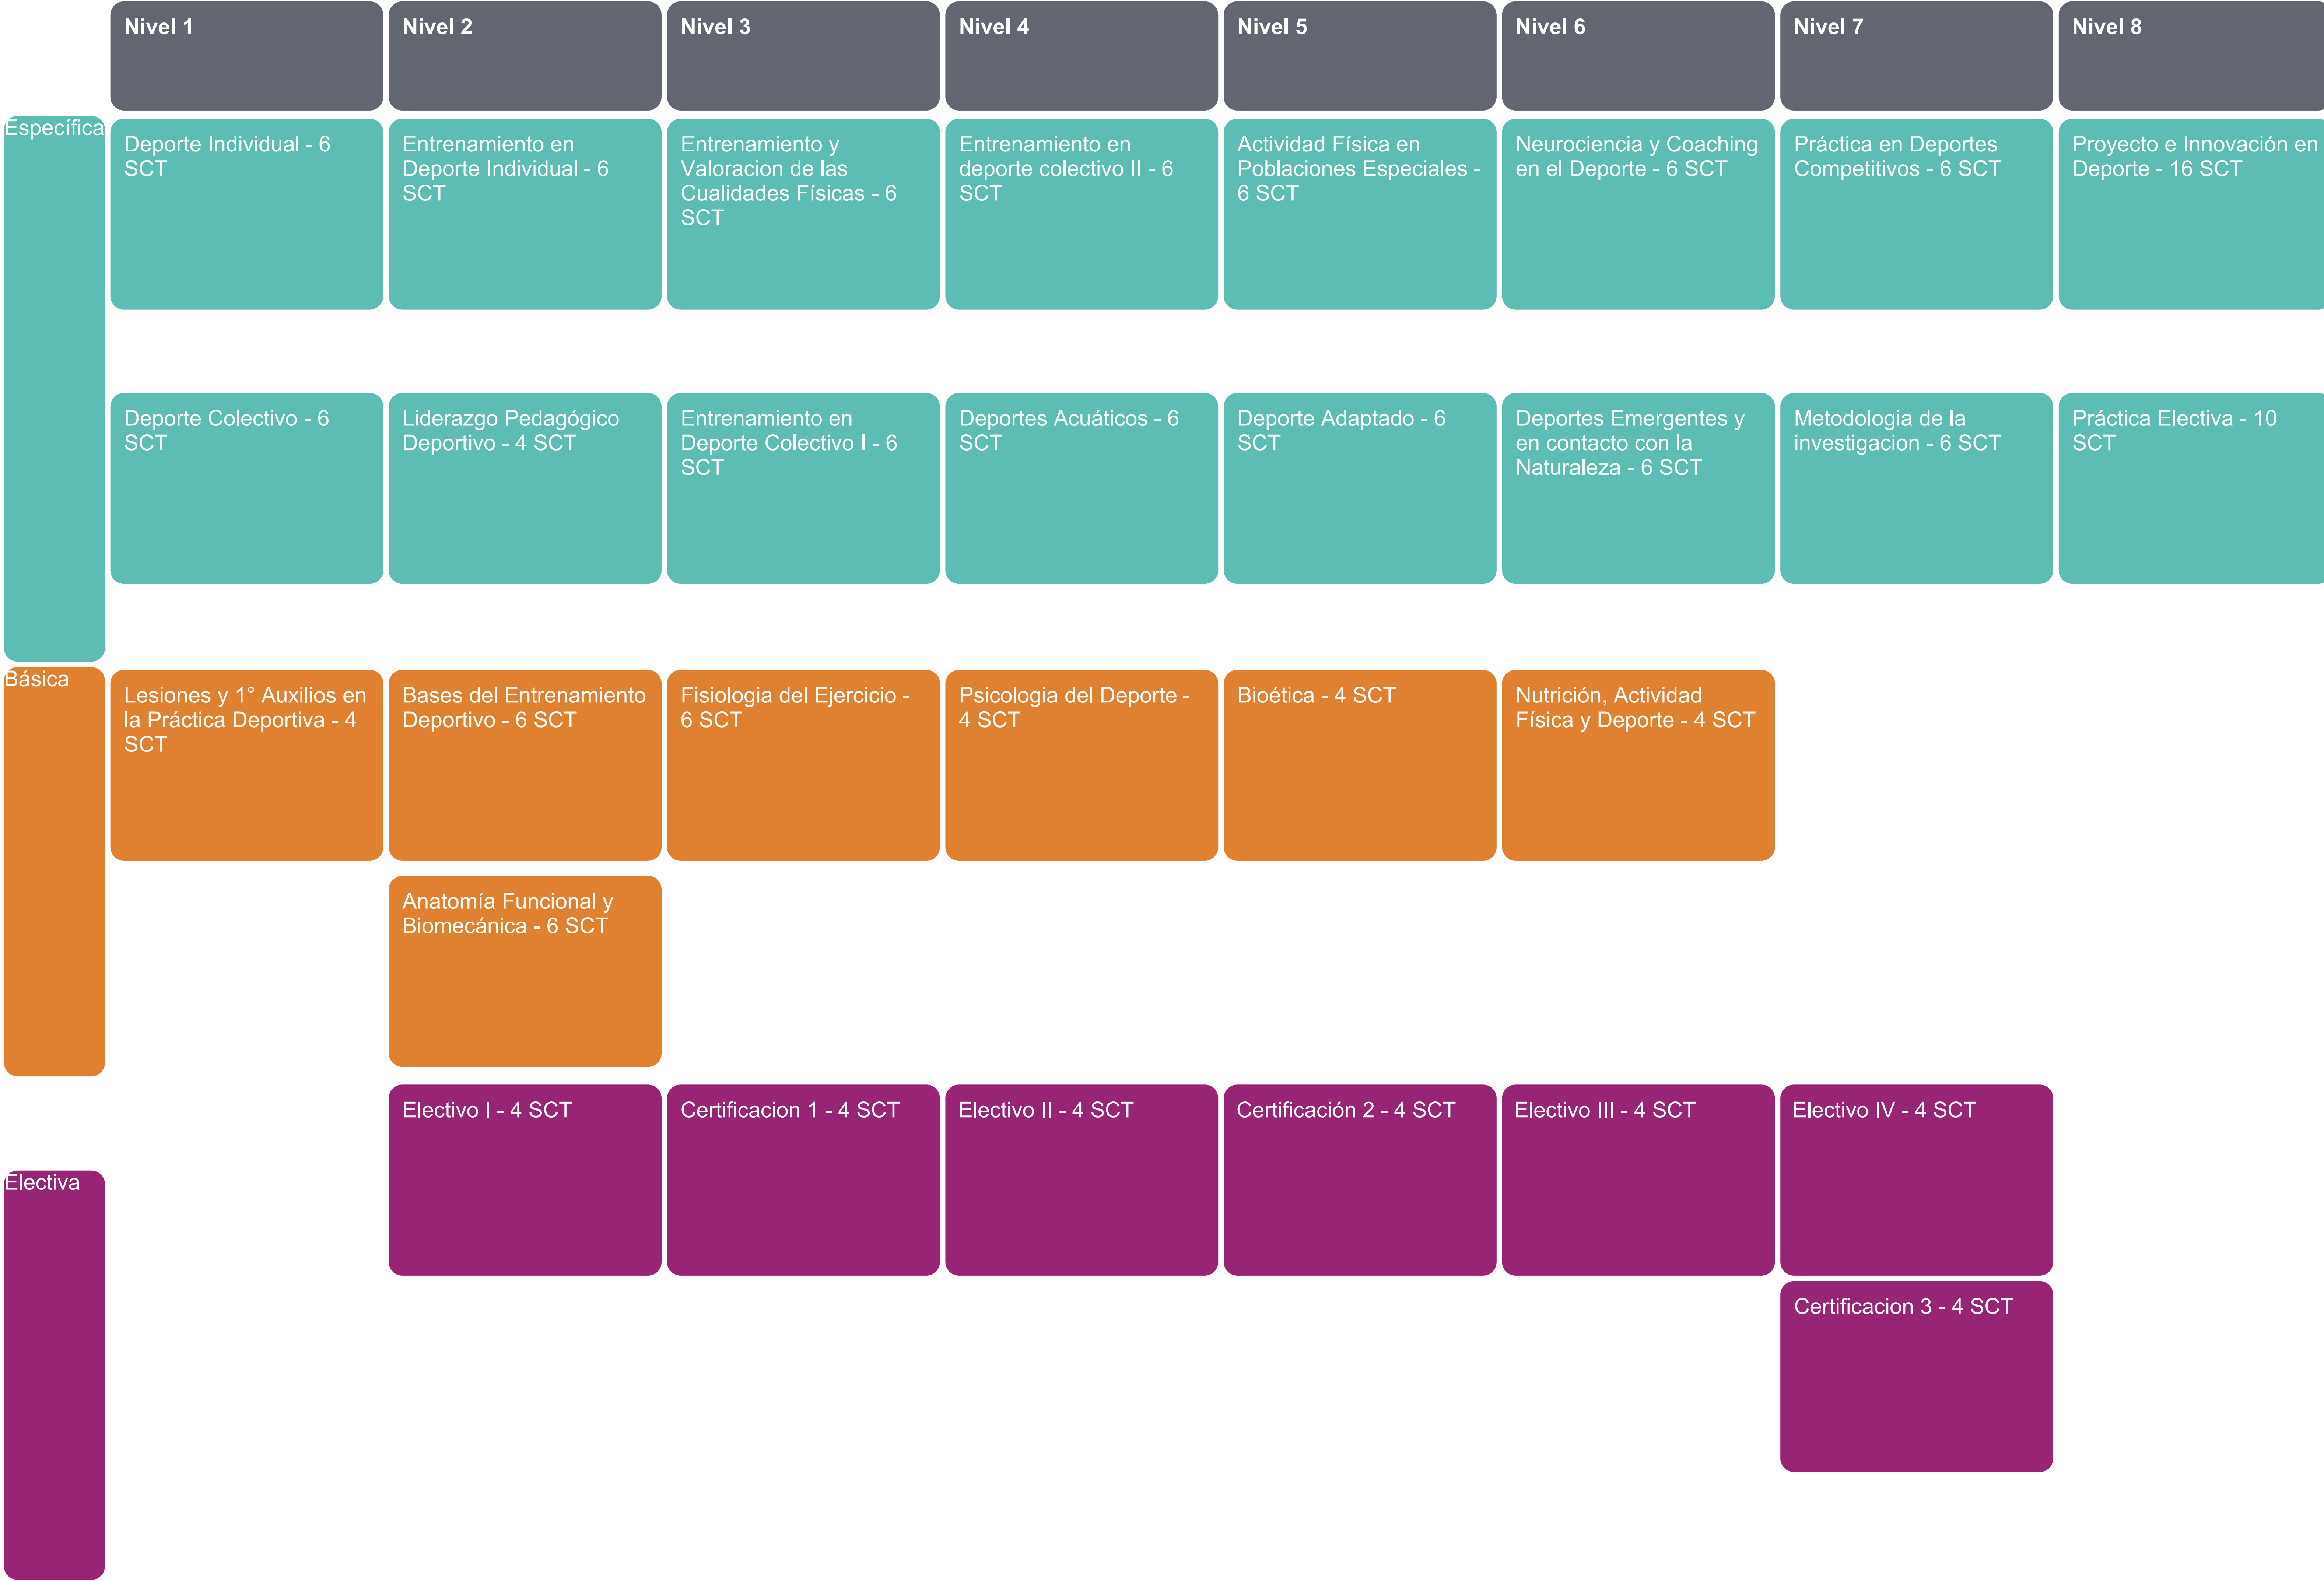 Nivel 1
Nivel 2
Nivel 3
Nivel 4
Nivel 5
Nivel 6
Nivel 7
Nivel 8
Específica
Deporte Individual - 6
SCT
Entrenamiento en
Deporte Individual - 6
SCT
Entrenamiento y
Valoracion de las
Cualidades Físicas - 6
SCT
Entrenamiento en
deporte colectivo II - 6
SCT
Actividad Física en
Poblaciones Especiales -
6 SCT
Neurociencia y Coaching
en el Deporte - 6 SCT
Práctica en Deportes
Competitivos - 6 SCT
Proyecto e Innovación en
Deporte - 16 SCT
Deporte Colectivo - 6
SCT
Liderazgo Pedagógico
Deportivo - 4 SCT
Entrenamiento en
Deporte Colectivo I - 6
SCT
Deportes Acuáticos - 6
SCT
Deporte Adaptado - 6
SCT
Deportes Emergentes y
en contacto con la
Naturaleza - 6 SCT
Metodologia de la
investigacion - 6 SCT
Práctica Electiva - 10
SCT
Básica
Lesiones y 1° Auxilios en
la Práctica Deportiva - 4
SCT
Bases del Entrenamiento
Deportivo - 6 SCT
Fisiologia del Ejercicio -
6 SCT
Psicologia del Deporte -
4 SCT
Bioética - 4 SCT
Nutrición, Actividad
Física y Deporte - 4 SCT
Anatomía Funcional y
Biomecánica - 6 SCT
Electivo I - 4 SCT
Certificacion 1 - 4 SCT
Electivo II - 4 SCT
Certificación 2 - 4 SCT
Electivo III - 4 SCT
Electivo IV - 4 SCT
Electiva
Certificacion 3 - 4 SCT